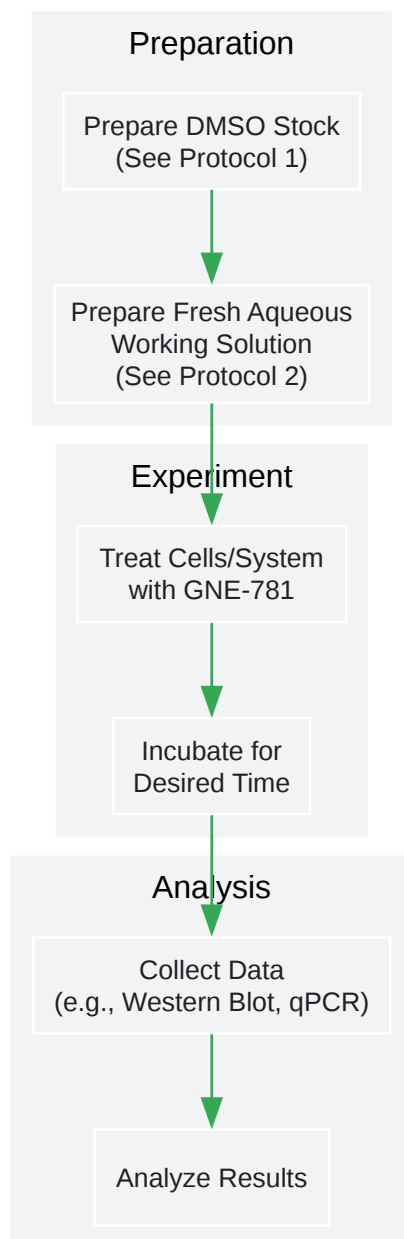 Preparation
Prepare DMSO Stock
(See Protocol 1)
Prepare Fresh Aqueous
Working Solution
(See Protocol 2)
Experiment
Treat Cells/System
with GNE-781
Incubate for
Desired Time
Analysis
Collect Data
(e.g., Western Blot, qPCR)
Analyze Results